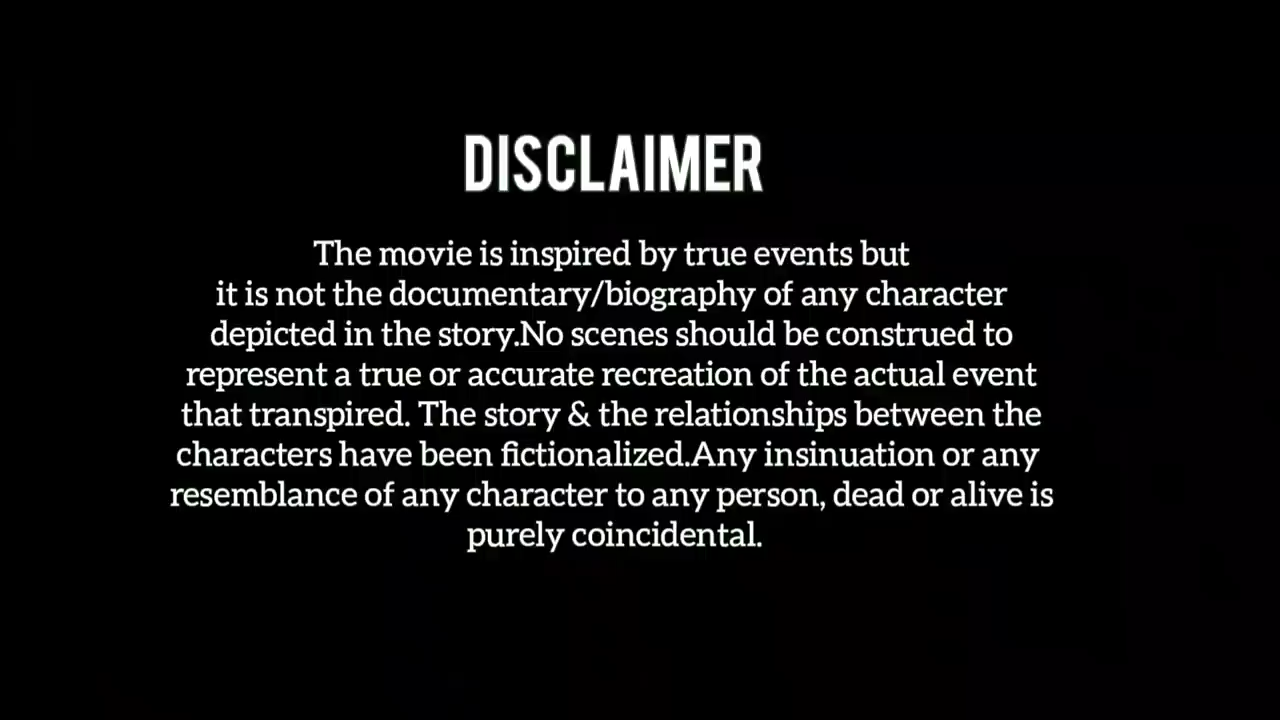 DISCLAIMER
The movie is inspired by true events but
it is not the documentary/biography of any character
depicted in the story.No scenes should be construed to
represent a true or accurate recreation of the actual event
that transpired. The story & the relationships between the
characters have been fictionalized.Any insinuation or any
resemblance of any character to any person, dead or alive is
purely coincidental.